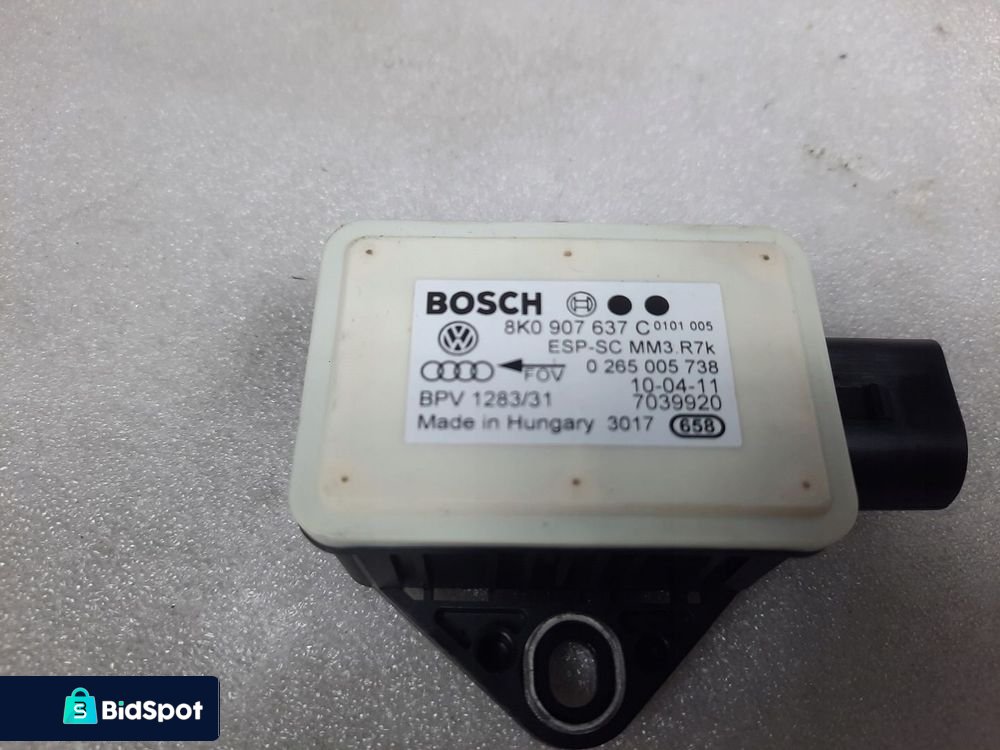 BOSCH
8K0 907 637 C 0101 005
ESP-SC MM3.R7k
FOV 0 265 005 738
10-04-11
BPV 1283/31 7039920
Made in Hungary 3017 658
BidSpot